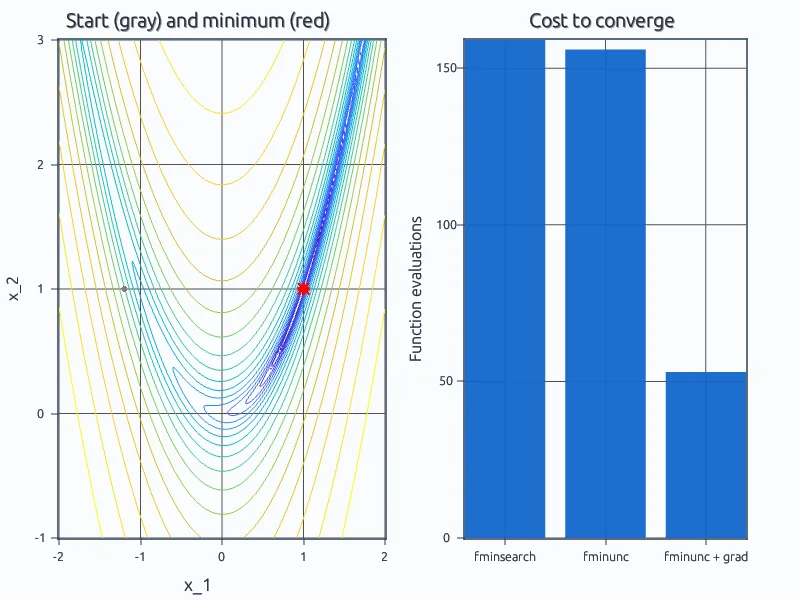 Start (gray) and minimum (red)
3
2
1
0
-1
-2
-1
0
1
2
x_2
x_1
Cost to converge
150
100
50
0
Function evaluations
fminsearch
fminunc
fminunc + grad